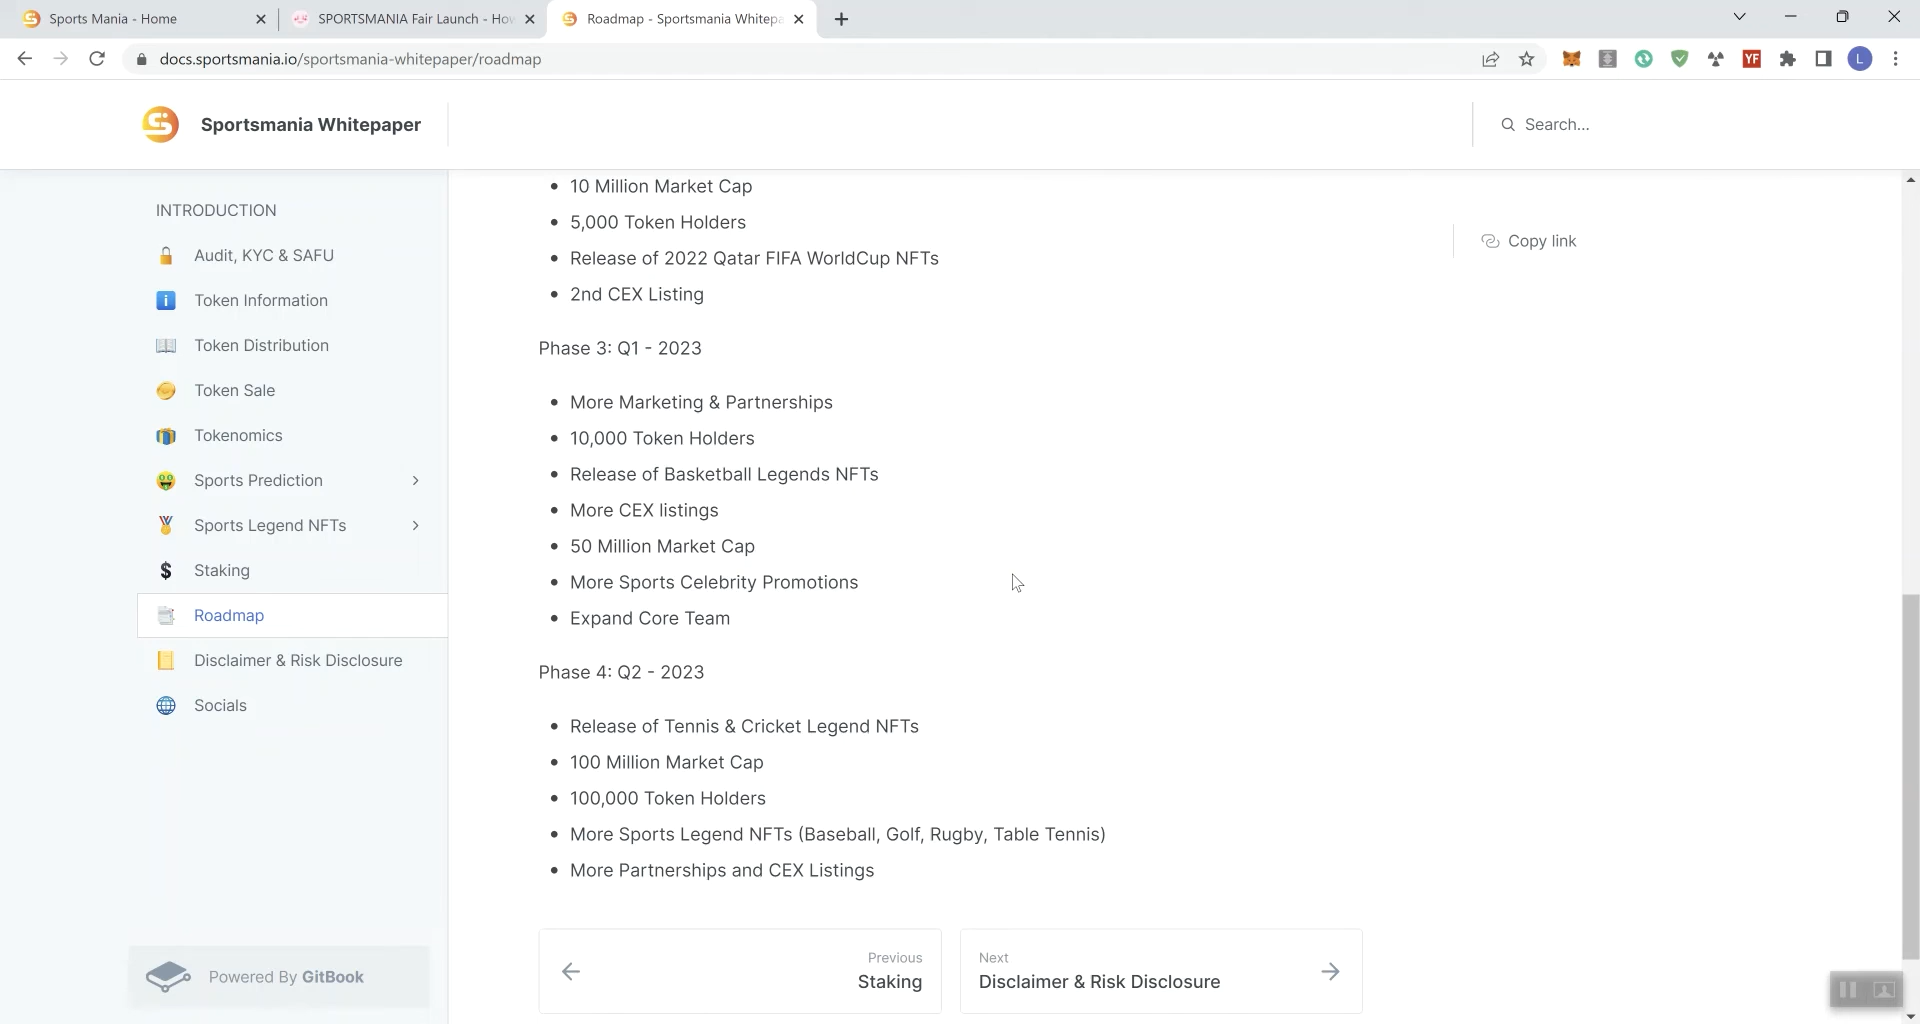 Sports Mania - Home
SPORTSMANIA Fair Launch - How
Roadmap - Sportsmania Whitepa
docs.sportsmania.io/sportsmania-whitepaper/roadmap
YF
L
Sportsmania Whitepaper
Search...
INTRODUCTION
Audit, KYC & SAFU
Token Information
Token Distribution
Token Sale
Tokenomics
Sports Prediction
Sports Legend NFTs
Staking
Roadmap
Disclaimer & Risk Disclosure
Socials
Powered By GitBook
10 Million Market Cap
5,000 Token Holders
Release of 2022 Qatar FIFA WorldCup NFTs
2nd CEX Listing
Phase 3: Q1 - 2023
More Marketing & Partnerships
10,000 Token Holders
Release of Basketball Legends NFTs
More CEX listings
50 Million Market Cap
More Sports Celebrity Promotions
Expand Core Team
Phase 4: Q2 - 2023
Release of Tennis & Cricket Legend NFTs
100 Million Market Cap
100,000 Token Holders
More Sports Legend NFTs (Baseball, Golf, Rugby, Table Tennis)
More Partnerships and CEX Listings
Previous
Staking
Next
Disclaimer & Risk Disclosure
Copy link